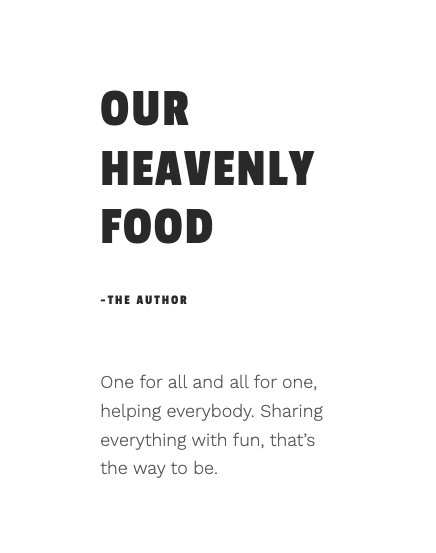 OUR
HEAVENLY
FOOD
-THE AUTHOR
One for all and all for one,
helping everybody. Sharing
everything with fun, that’s
the way to be.